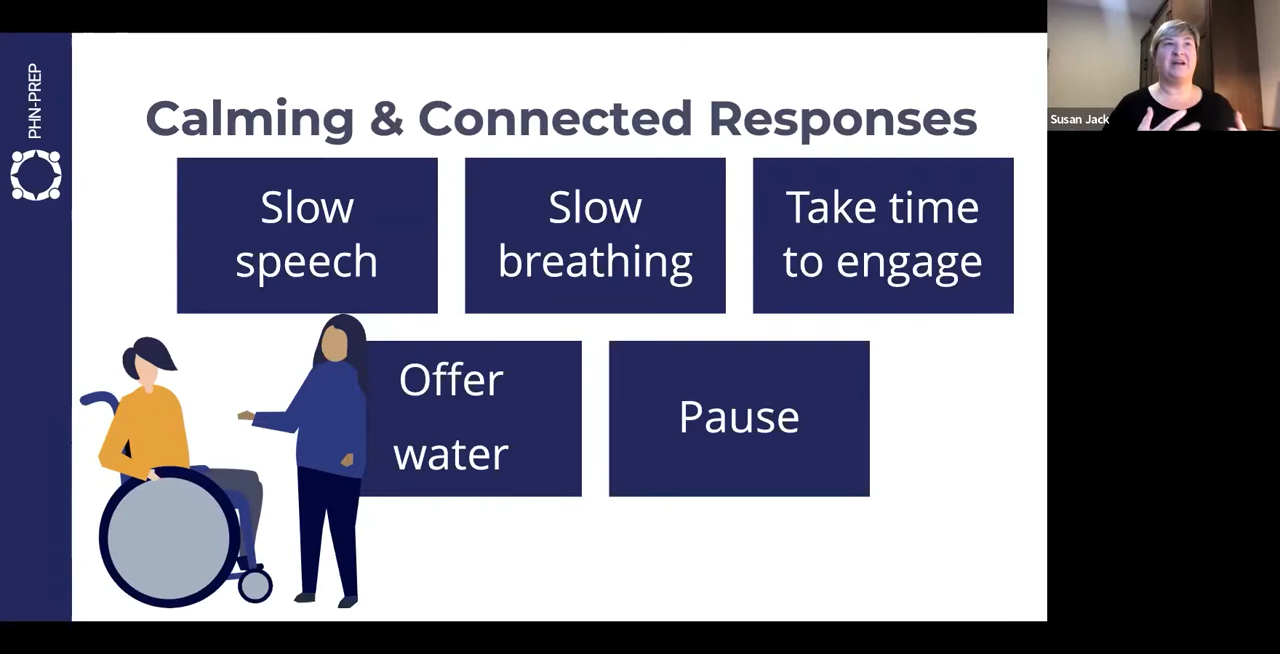 PHN-PREP
Calming & Connected Responses
Slow
speech
Slow
breathing
Take time
to engage
Offer
water
Pause
Susan Jack